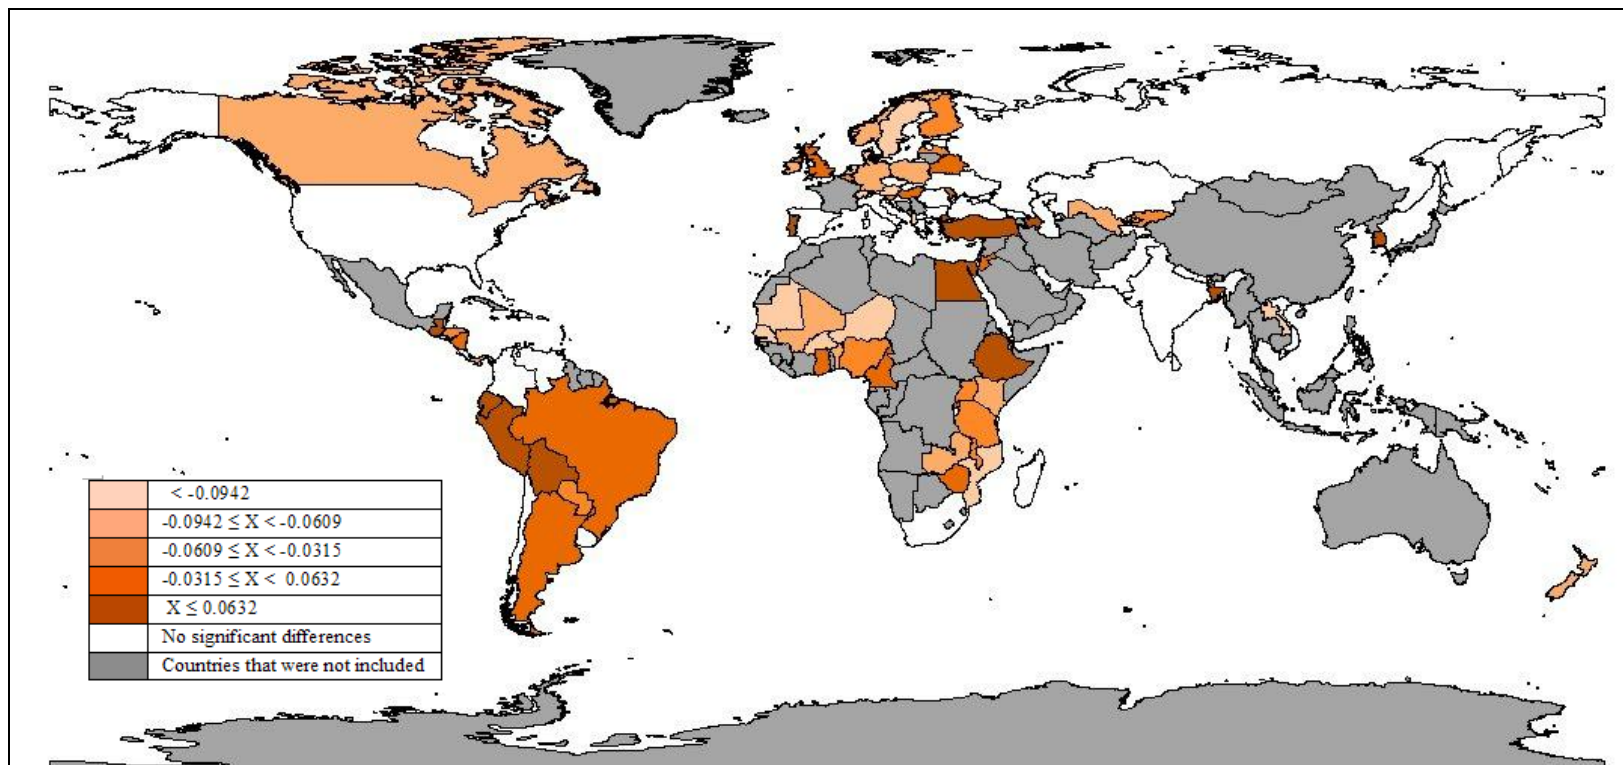 < -0.0942
-0.0942 ≤ X < -0.0609
-0.0609 ≤ X < -0.0315
-0.0315 ≤ X < 0.0632
X ≤ 0.0632
No significant differences
Countries that were not included